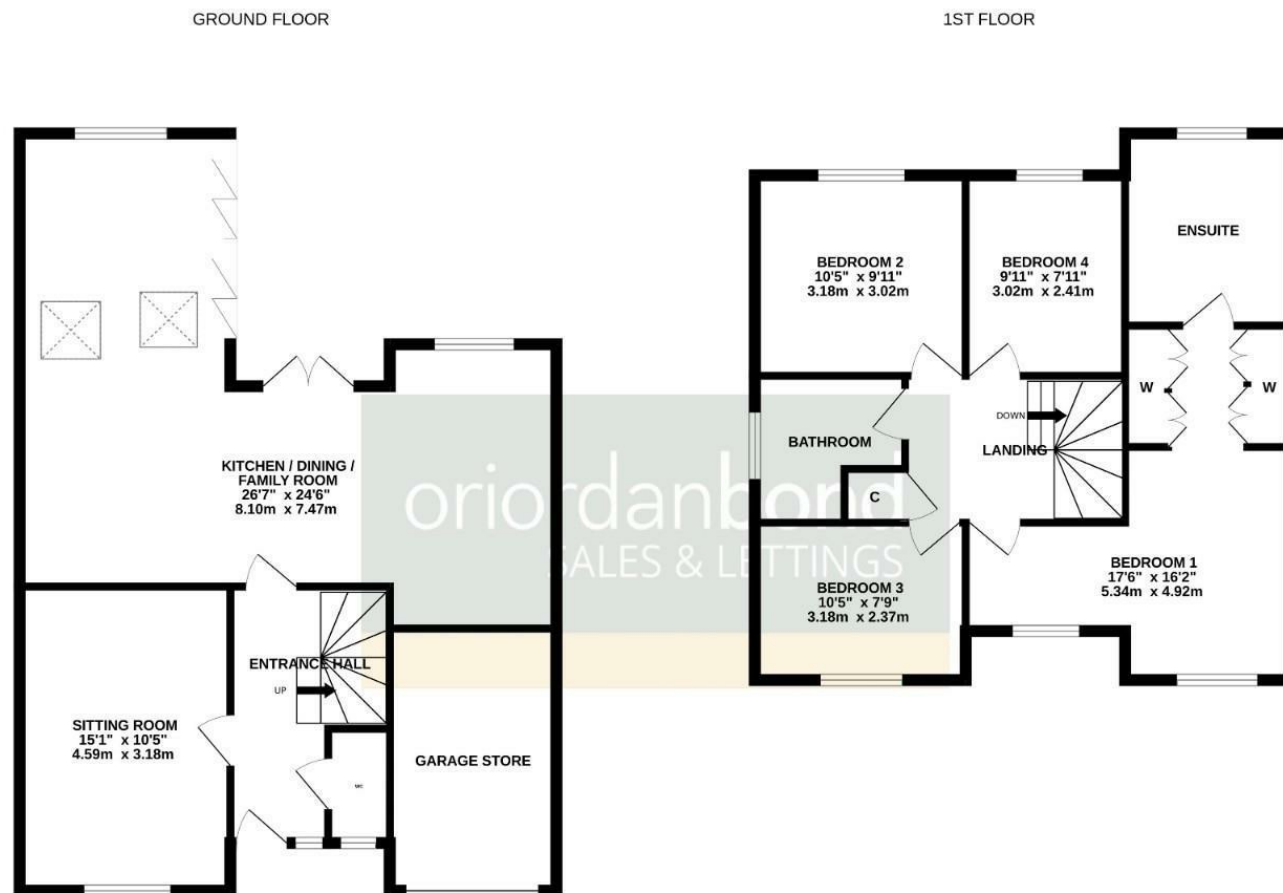 GROUND FLOOR
1ST FLOOR
KITCHEN / DINING /
FAMILY ROOM
26'7" x 24'6"
8.10m x 7.47m
ENTRANCE HALL
UP
SITTING ROOM
15'1" x 10'5"
4.59m x 3.18m
WC
GARAGE STORE
BEDROOM 2
10'5" x 9'11"
3.18m x 3.02m
BEDROOM 4
9'11" x 7'11"
3.02m x 2.41m
ENSUITE
W
W
BATHROOM
DOWN
LANDING
C
BEDROOM 3
10'5" x 7'9"
3.18m x 2.37m
BEDROOM 1
17'6" x 16'2"
5.34m x 4.92m
oriordanbond
SALES & LETTINGS